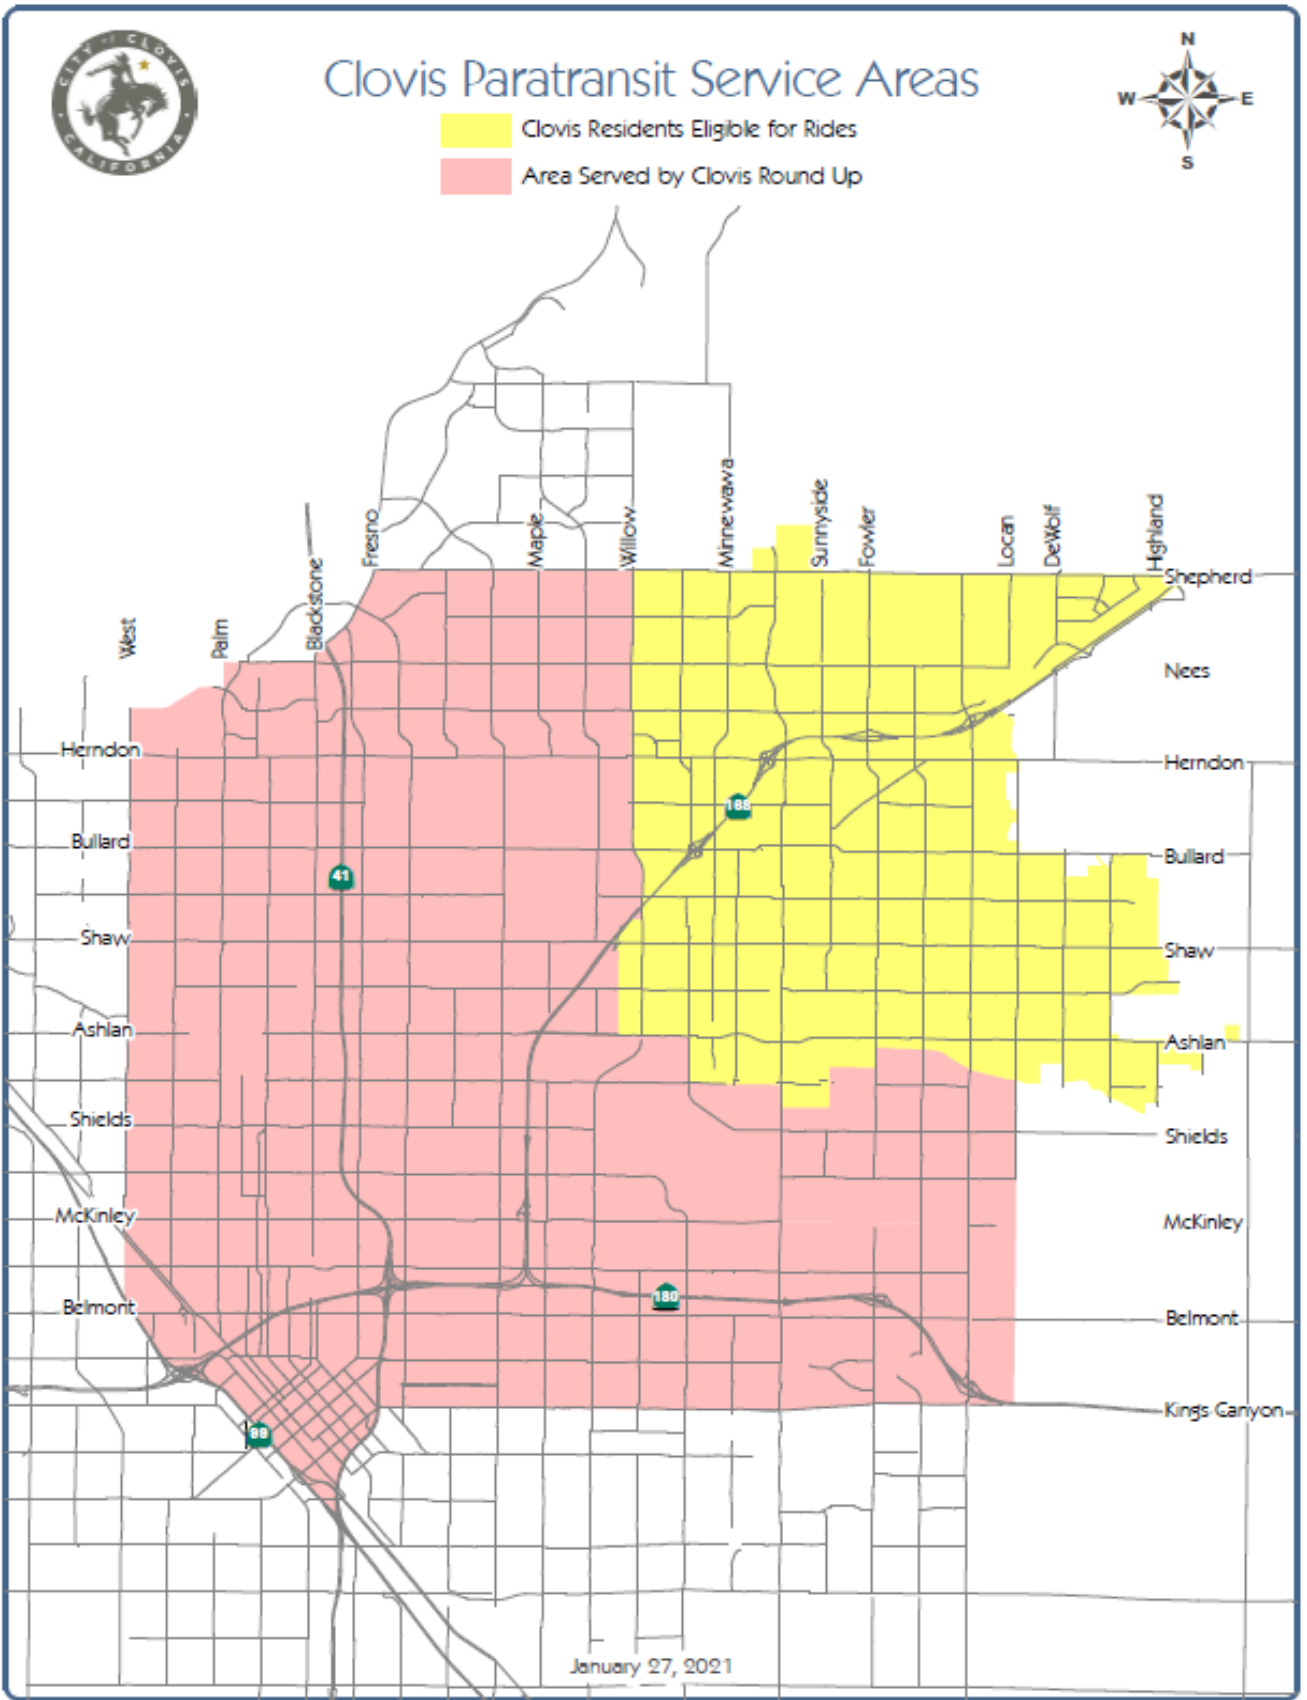 CITY of CLOVIS
CALIFORNIA
Clovis Paratransit Service Areas
Clovis Residents Eligible for Rides
Area Served by Clovis Round Up
N
W
E
S
West
Palm
Blackstone
Fresno
Maple
Willow
Minnewawa
Sunnyside
Fowler
Locan
DeWolf
Highland
Shepherd
Nees
Herndon
Herndon
168
Bullard
Bullard
41
Shaw
Shaw
Ashlan
Ashlan
Shields
Shields
McKinley
McKinley
180
Belmont
Belmont
Kings Canyon
January 27, 2021